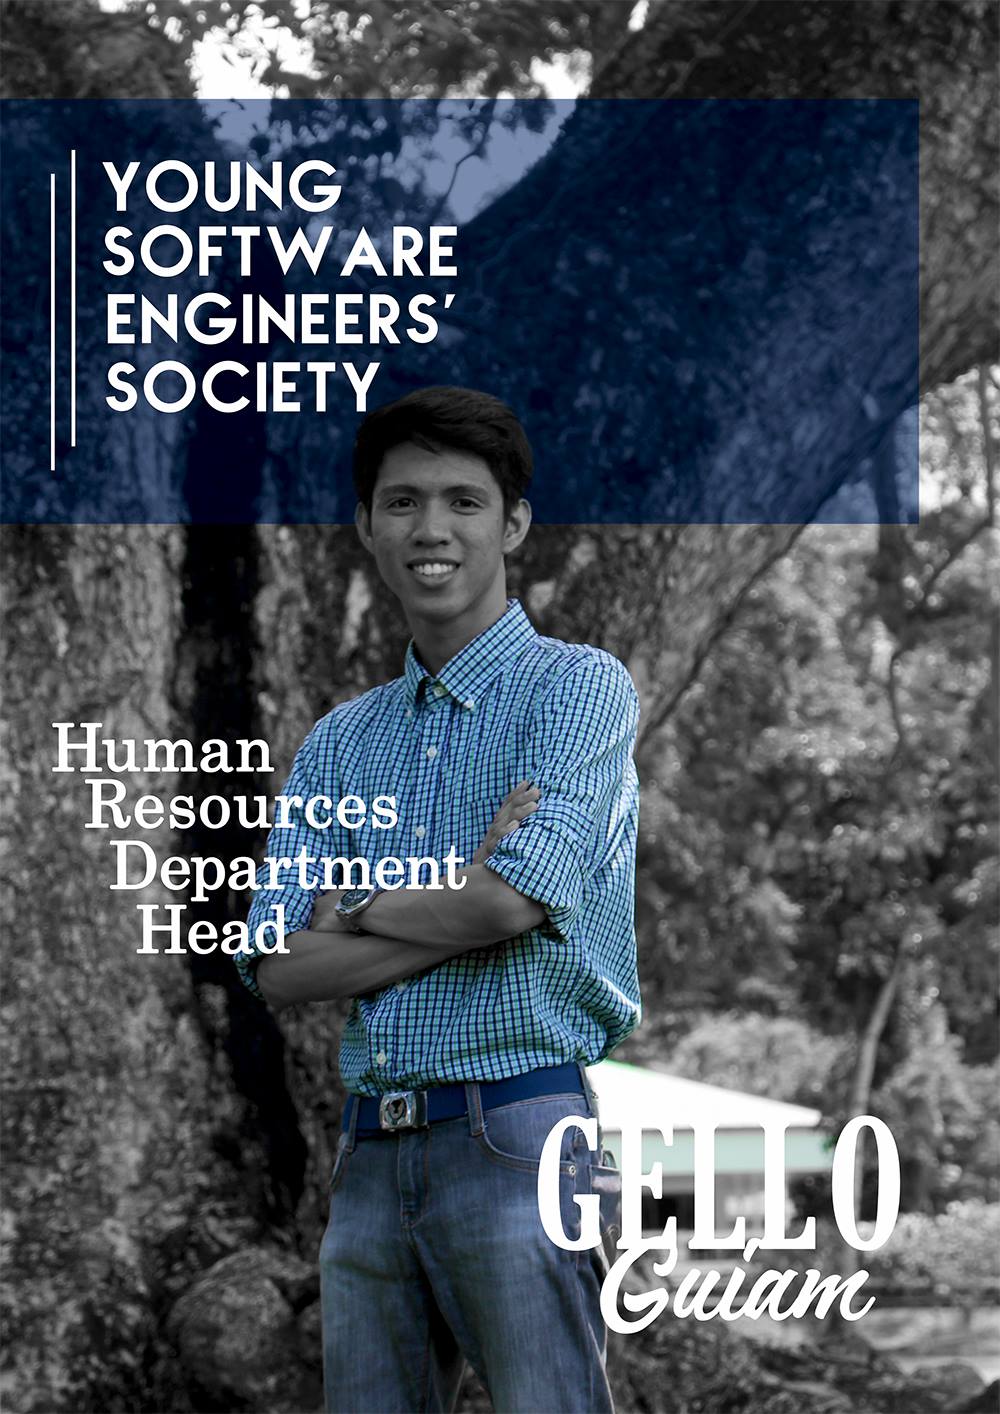 YOUNG
SOFTWARE
ENGINEERS’
SOCIETY
Human
Resources
Department
Head
GELLO
Guiam